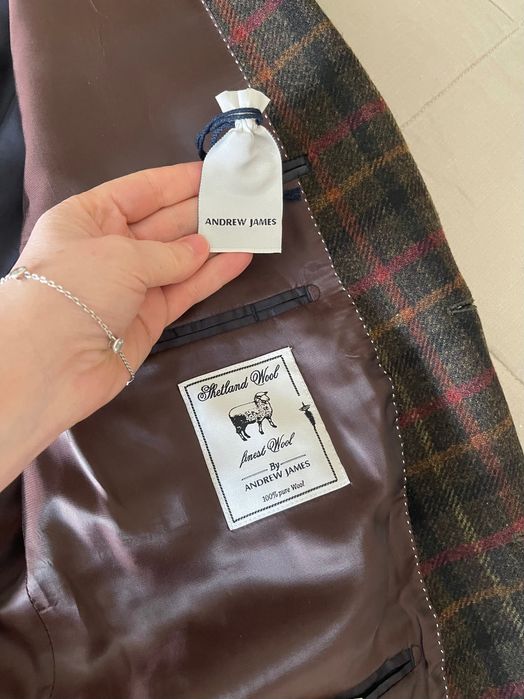 ANDREW JAMES
Shetland Wool
finest Wool
By
ANDREW JAMES
100% pure Wool